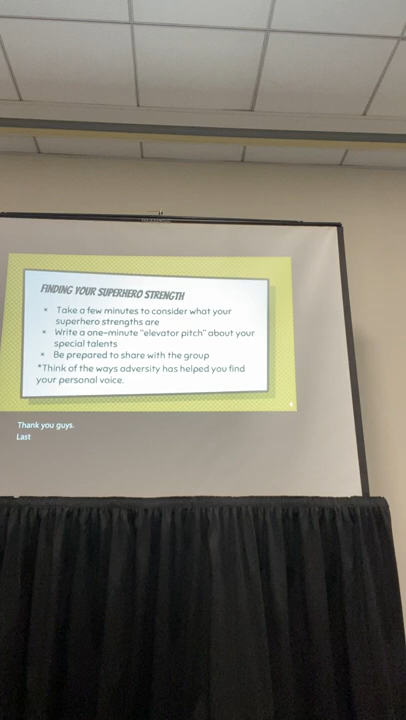 FINDING YOUR SUPERHERO STRENGTH
* Take a few minutes to consider what your
superhero strengths are
* Write a one-minute "elevator pitch" about your
special talents
* Be prepared to share with the group
*Think of the ways adversity has helped you find
your personal voice.
Thank you guys.
Last